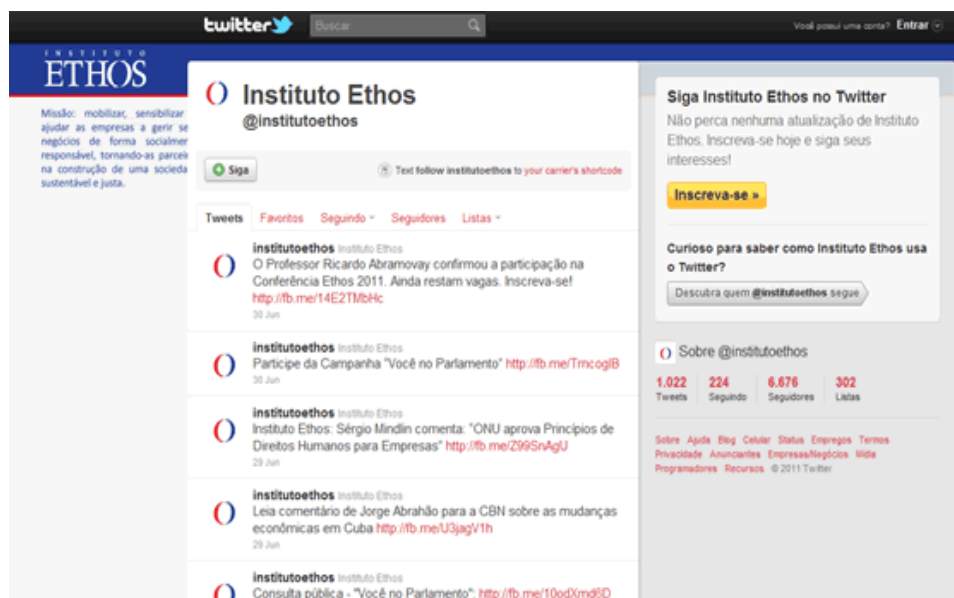 twitter
Buscar
Você possui uma conta? Entrar
INSTITUTO
ETHOS
Missão: mobilizar, sensibilizar
ajudar as empresas a gerir se
negócios de forma socialmer
responsável, tornando-as parcei
na construção de uma socieda
sustentável e justa.
Instituto Ethos
@institutoethos
Siga
Text follow institutoethos to your carrier's shortcode
Tweets Favoritos Seguindo Seguidores Listas
institutoethos Instituto Ethos
O Professor Ricardo Abramovay confirmou a participação na
Conferência Ethos 2011. Ainda restam vagas. Inscreva-se!
http://fb.me/14E2TMbHc
30 Jun
institutoethos Instituto Ethos
Participe da Campanha "Você no Parlamento" http://fb.me/TmcogIB
30 Jun
institutoethos Instituto Ethos
Instituto Ethos: Sérgio Mindlin comenta: "ONU aprova Princípios de
Direitos Humanos para Empresas" http://fb.me/Z99SnAgU
29 Jun
institutoethos Instituto Ethos
Leia comentário de Jorge Abrahão para a CBN sobre as mudanças
econômicas em Cuba http://fb.me/U3jagV1h
29 Jun
institutoethos Instituto Ethos
Consulta pública - "Você no Parlamento": http://fb.me/10odXmd6D
Siga Instituto Ethos no Twitter
Não perca nenhuma atualização de Instituto
Ethos. Inscreva-se hoje e siga seus
interesses!
Inscreva-se »
Curioso para saber como Instituto Ethos usa
o Twitter?
Descubra quem @institutoethos segue
Sobre @institutoethos
1.022 224 6.676 302
Tweets Seguindo Seguidores Listas
Sobre Ajuda Blog Celular Status Empregos Termos
Privacidade Anunciantes Empresas/Negócios Mídia
Programadores Recursos © 2011 Twitter